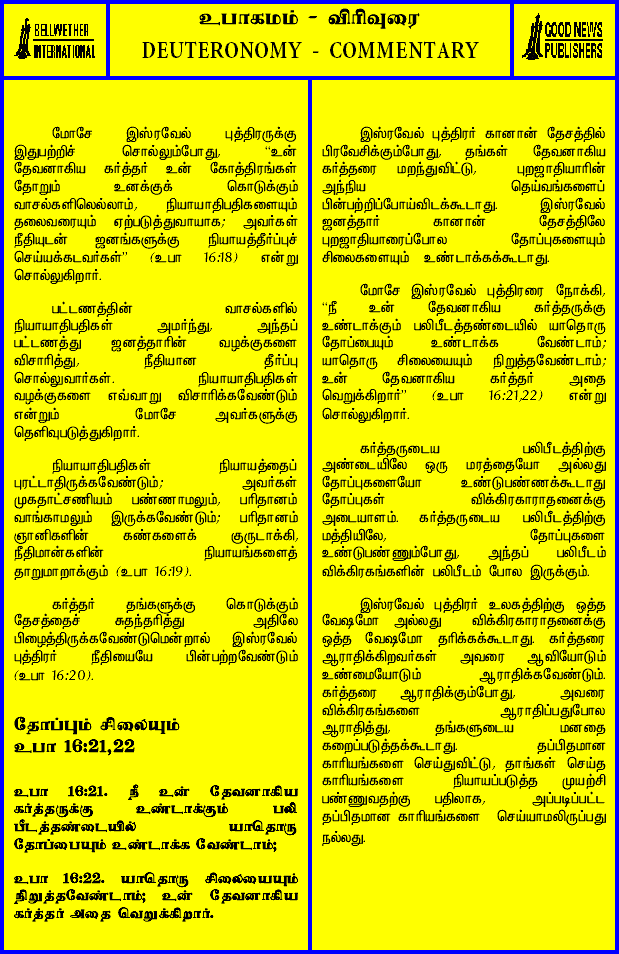 BELLWETHER
INTERNATIONAL
உபாகமம் - விரிவுரை
DEUTERONOMY - COMMENTARY
GOOD NEWS
PUBLISHERS
மோசே இஸ்ரவேல் புத்திரருக்கு
இதுபற்றிச் சொல்லும்போது, “உன்
தேவனாகிய கர்த்தர் உன் கோத்திரங்கள்
தோறும் உனக்குக் கொடுக்கும்
வாசல்களிலெல்லாம், நியாயாதிபதிகளையும்
தலைவரையும் ஏற்படுத்துவாயாக; அவர்கள்
நீதியுடன் ஜனங்களுக்கு நியாயத்தீர்ப்புச்
செய்யக்கடவர்கள்” (உபா 16:18) என்று
சொல்லுகிறார்.
பட்டணத்தின் வாசல்களில்
நியாயாதிபதிகள் அமர்ந்து, அந்தப்
பட்டணத்து ஜனத்தாரின் வழக்குகளை
விசாரித்து, நீதியான தீர்ப்பு
சொல்லுவார்கள். நியாயாதிபதிகள்
வழக்குகளை எவ்வாறு விசாரிக்கவேண்டும்
என்றும் மோசே அவர்களுக்கு
தெளிவுபடுத்துகிறார்.
நியாயாதிபதிகள் நியாயத்தைப்
புரட்டாதிருக்கவேண்டும்; அவர்கள்
முகதாட்சணியம் பண்ணாமலும், பரிதானம்
வாங்காமலும் இருக்கவேண்டும்; பரிதானம்
ஞானிகளின் கண்களைக் குருடாக்கி,
நீதிமான்களின் நியாயங்களைத்
தாறுமாறாக்கும் (உபா 16:19).
கர்த்தர் தங்களுக்கு கொடுக்கும்
தேசத்தைச் சுதந்தரித்து அதிலே
பிழைத்திருக்கவேண்டுமென்றால் இஸ்ரவேல்
புத்திரர் நீதியையே பின்பற்றவேண்டும்
(உபா 16:20).
தோப்பும் சிலையும்
உபா 16:21,22
உபா 16:21. நீ உன் தேவனாகிய
கர்த்தருக்கு உண்டாக்கும் பலி
பீடத்தண்டையில் யாதொரு
தோப்பையும் உண்டாக்க வேண்டாம்;
உபா 16:22. யாதொரு சிலையையும்
நிறுத்தவேண்டாம்; உன் தேவனாகிய
கர்த்தர் அதை வெறுக்கிறார்.
இஸ்ரவேல் புத்திரர் கானான் தேசத்தில்
பிரவேசிக்கும்போது, தங்கள் தேவனாகிய
கர்த்தரை மறந்துவிட்டு, புறஜாதியாரின்
அந்நிய தெய்வங்களைப்
பின்பற்றிப்போய்விடக்கூடாது. இஸ்ரவேல்
ஜனத்தார் கானான் தேசத்திலே
புறஜாதியாரைப்போல தோப்புகளையும்
சிலைகளையும் உண்டாக்கக்கூடாது.
மோசே இஸ்ரவேல் புத்திரரை நோக்கி,
“நீ உன் தேவனாகிய கர்த்தருக்கு
உண்டாக்கும் பலிபீடத்தண்டையில் யாதொரு
தோப்பையும் உண்டாக்க வேண்டாம்;
யாதொரு சிலையையும் நிறுத்தவேண்டாம்;
உன் தேவனாகிய கர்த்தர் அதை
வெறுக்கிறார்” (உபா 16:21,22) என்று
சொல்லுகிறார்.
கர்த்தருடைய பலிபீடத்திற்கு
அண்டையிலே ஒரு மரத்தையோ அல்லது
தோப்புகளையோ உண்டுபண்ணக்கூடாது
தோப்புகள் விக்கிரகாராதனைக்கு
அடையாளம். கர்த்தருடைய பலிபீடத்திற்கு
மத்தியிலே, தோப்புகளை
உண்டுபண்ணும்போது, அந்தப் பலிபீடம்
விக்கிரகங்களின் பலிபீடம் போல இருக்கும்.
இஸ்ரவேல் புத்திரர் உலகத்திற்கு ஒத்த
வேஷமோ அல்லது விக்கிரகாராதனைக்கு
ஒத்த வேஷமோ தரிக்கக்கூடாது. கர்த்தரை
ஆராதிக்கிறவர்கள் அவரை ஆவியோடும்
உண்மையோடும் ஆராதிக்கவேண்டும்.
கர்த்தரை ஆராதிக்கும்போது, அவரை
விக்கிரகங்களை ஆராதிப்பதுபோல
ஆராதித்து, தங்களுடைய மனதை
கறைப்படுத்தக்கூடாது. தப்பிதமான
காரியங்களை செய்துவிட்டு, தாங்கள் செய்த
காரியங்களை நியாயப்படுத்த முயற்சி
பண்ணுவதற்கு பதிலாக, அப்படிப்பட்ட
தப்பிதமான காரியங்களை செய்யாமலிருப்பது
நல்லது.